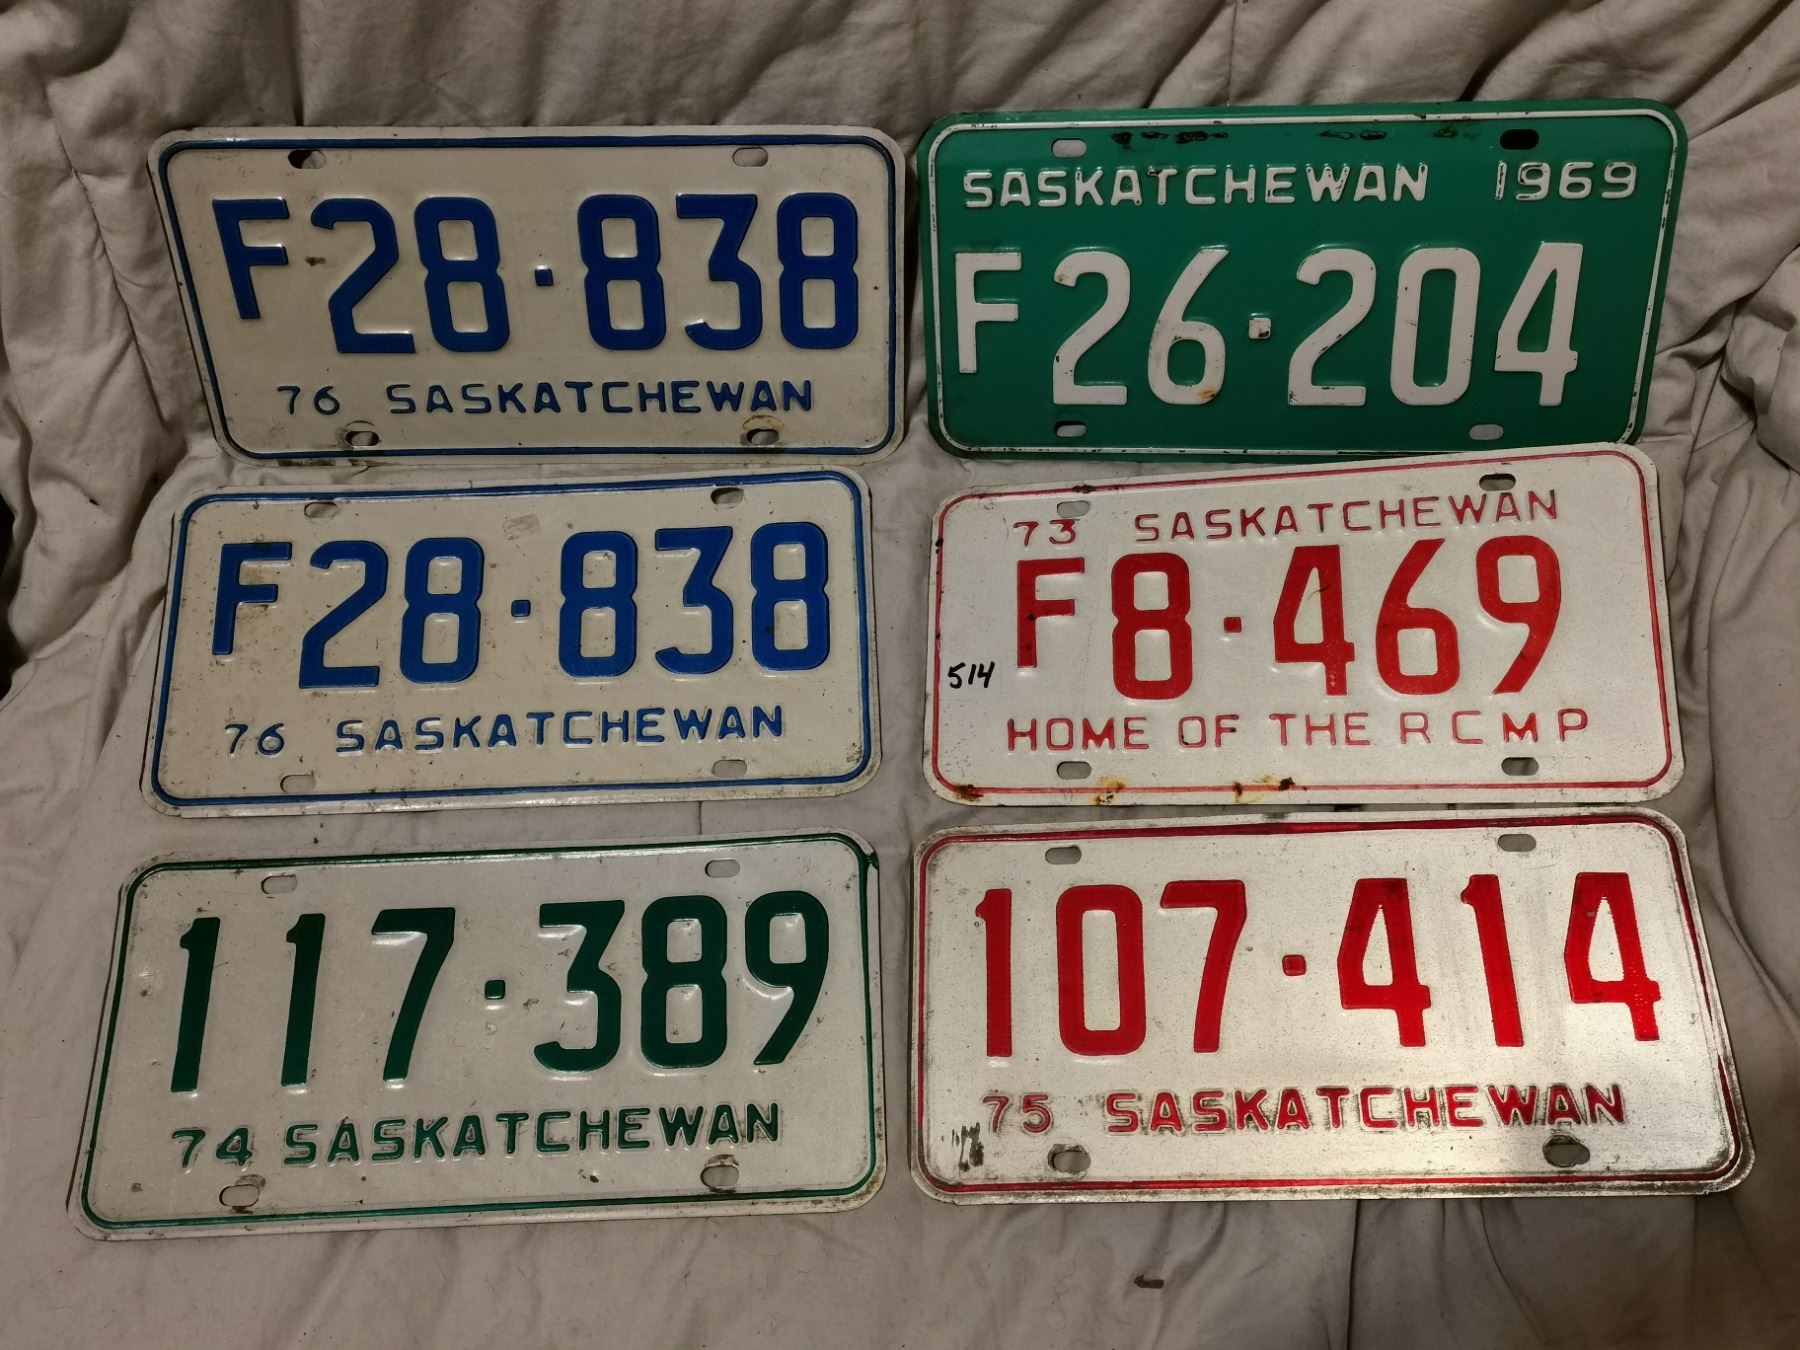 F28·838
76 SASKATCHEWAN
SASKATCHEWAN 1969
F26·204
F28·838
76 SASKATCHEWAN
73 SASKATCHEWAN
F8·469
514
HOME OF THE RCMP
117·389
74 SASKATCHEWAN
107·414
75 SASKATCHEWAN